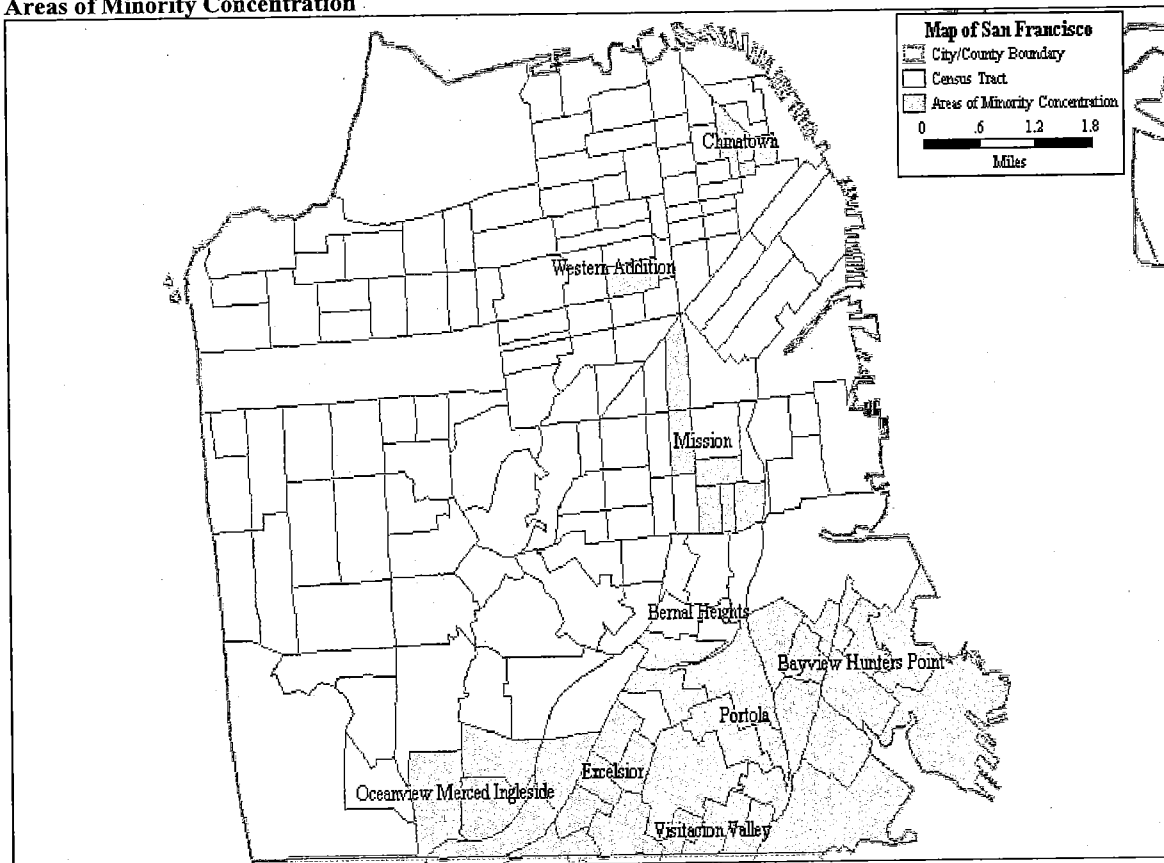 Areas of Minority Concentration
Map of San Francisco
City/County Boundary
Census Tract
Areas of Minority Concentration
0 .6 1.2 1.8
Miles
Chinatown
Western Addition
Mission
Bernal Heights
Bayview Hunters Point
Portola
Excelsior
Oceanview Merced Ingleside
Visitacion Valley